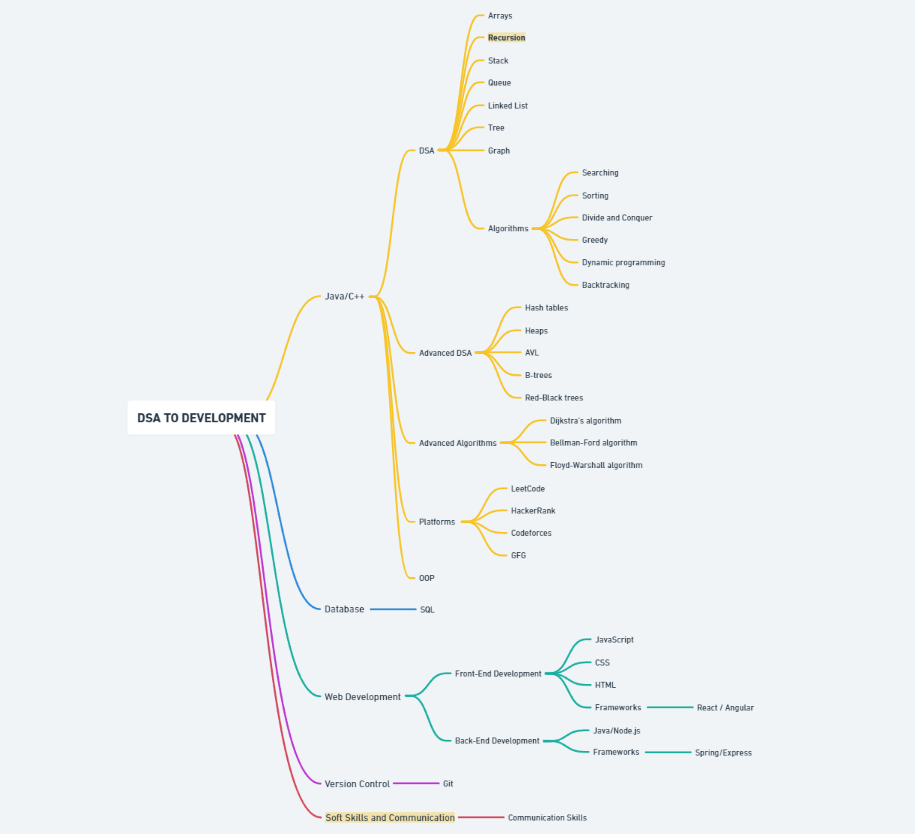 DSA TO DEVELOPMENT
Java/C++
DSA
Arrays
Recursion
Stack
Queue
Linked List
Tree
Graph
Algorithms
Searching
Sorting
Divide and Conquer
Greedy
Dynamic programming
Backtracking
Advanced DSA
Hash tables
Heaps
AVL
B-trees
Red-Black trees
Advanced Algorithms
Dijkstra's algorithm
Bellman-Ford algorithm
Floyd-Warshall algorithm
Platforms
LeetCode
HackerRank
Codeforces
GFG
OOP
Database
SQL
Web Development
Front-End Development
JavaScript
CSS
HTML
Frameworks
React / Angular
Back-End Development
Java/Node.js
Frameworks
Spring/Express
Version Control
Git
Soft Skills and Communication
Communication Skills